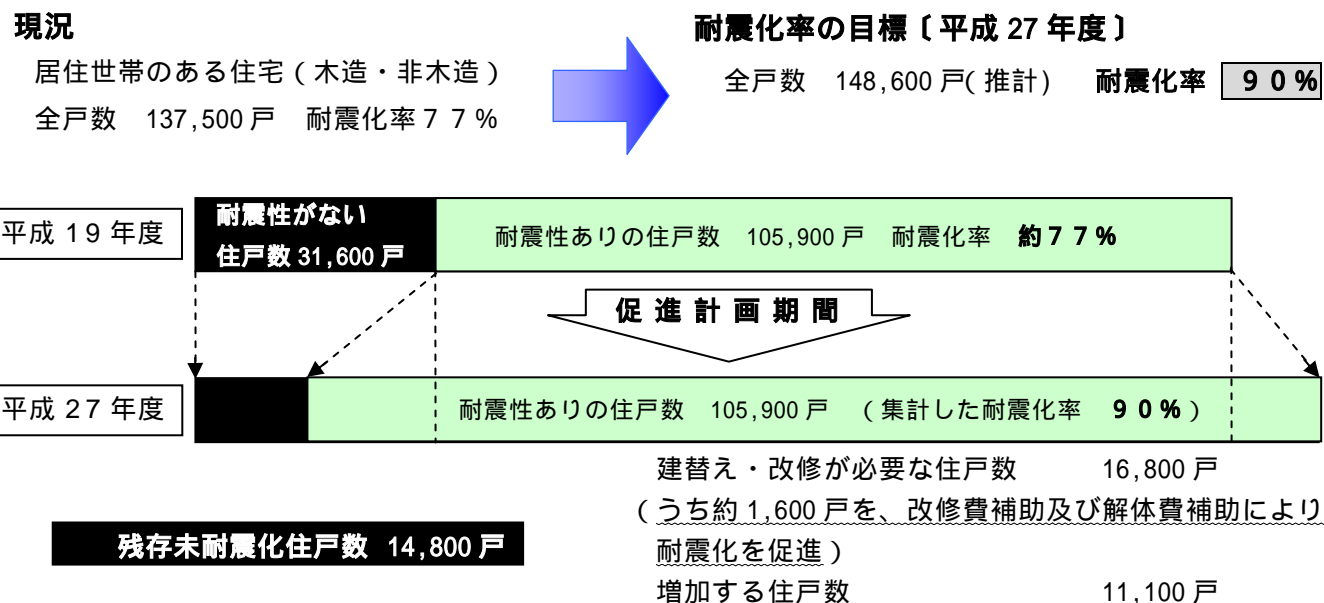 現況
居住世帯のある住宅（木造・非木造）
全戸数　137,500戸　耐震化率７７%
耐震化率の目標〔平成27年度〕
全戸数　148,600戸(推計)　耐震化率　９０%
平成１９年度
耐震性がない
住戸数31,600戸
耐震性ありの住戸数　105,900戸　耐震化率　約７７%
促進計画期間
平成27年度
耐震性ありの住戸数　105,900戸　（集計した耐震化率　９０%）
建替え・改修が必要な住戸数　16,800戸
（うち約1,600戸を、改修費補助及び解体費補助により
耐震化を促進）
増加する住戸数　11,100戸
残存未耐震化住戸数 14,800戸